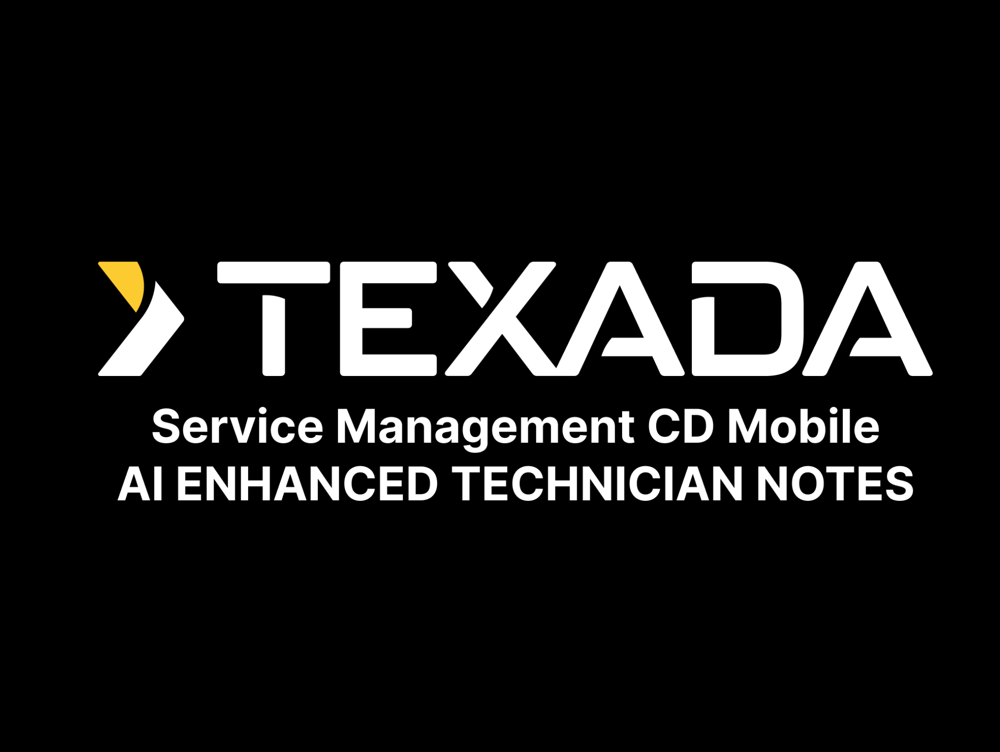 TEXADA
Service Management CD Mobile
AI ENHANCED TECHNICIAN NOTES